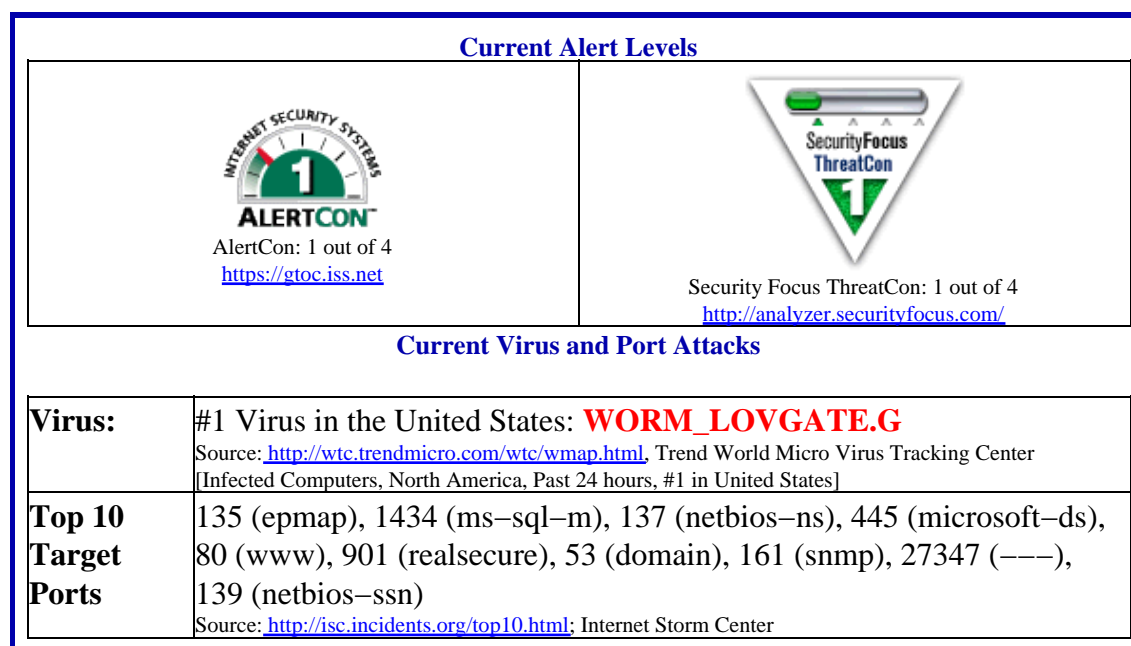 Current Alert Levels
INTERNET SECURITY SYSTEMS
1
ALERTCON™
AlertCon: 1 out of 4
https://gtoc.iss.net
SecurityFocus
ThreatCon
1
Security Focus ThreatCon: 1 out of 4
http://analyzer.securityfocus.com/
Current Virus and Port Attacks
Virus:
#1 Virus in the United States: WORM_LOVGATE.G
Source: http://wtc.trendmicro.com/wtc/wmap.html, Trend World Micro Virus Tracking Center
[Infected Computers, North America, Past 24 hours, #1 in United States]
Top 10
Target
Ports
135 (epmap), 1434 (ms−sql−m), 137 (netbios−ns), 445 (microsoft−ds),
80 (www), 901 (realsecure), 53 (domain), 161 (snmp), 27347 (−−−),
139 (netbios−ssn)
Source: http://isc.incidents.org/top10.html; Internet Storm Center